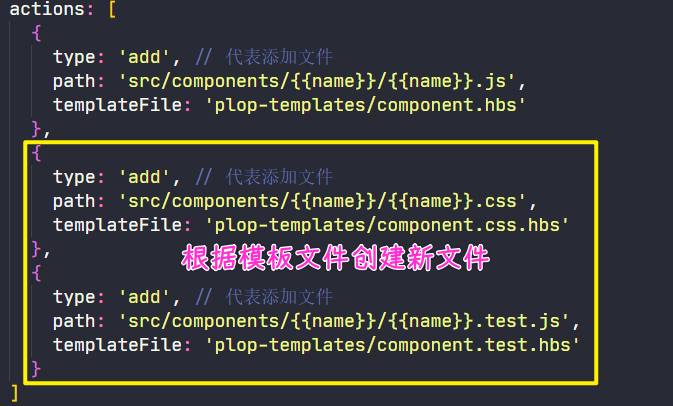 actions: [
  {
    type: 'add', // 代表添加文件
    path: 'src/components/{{name}}/{{name}}.js',
    templateFile: 'plop-templates/component.hbs'
  },
  {
    type: 'add', // 代表添加文件
    path: 'src/components/{{name}}/{{name}}.css',
    templateFile: 'plop-templates/component.css.hbs'
  },
根据模板文件创建新文件
  {
    type: 'add', // 代表添加文件
    path: 'src/components/{{name}}/{{name}}.test.js',
    templateFile: 'plop-templates/component.test.hbs'
  }
]